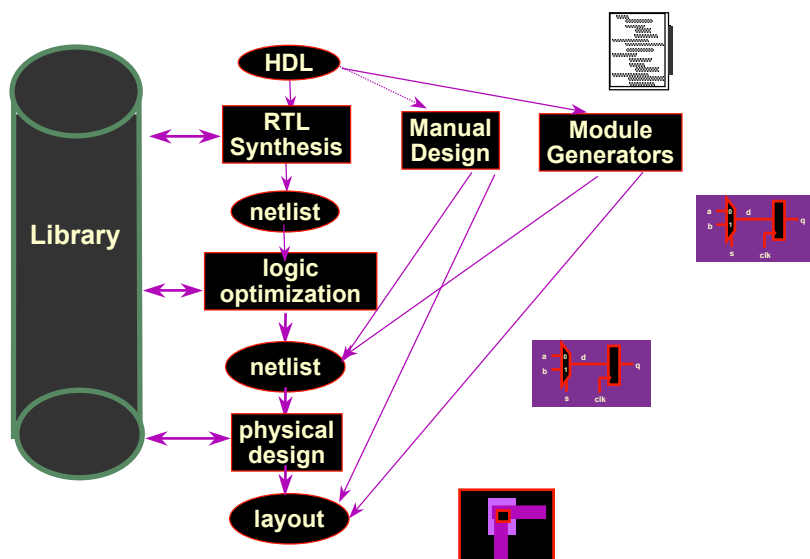 HDL
RTL
Synthesis
Manual
Design
Module
Generators
netlist
Library
logic
optimization
netlist
physical
design
layout
a
b
0
1
s
d
clk
q
a
b
0
1
s
d
clk
q